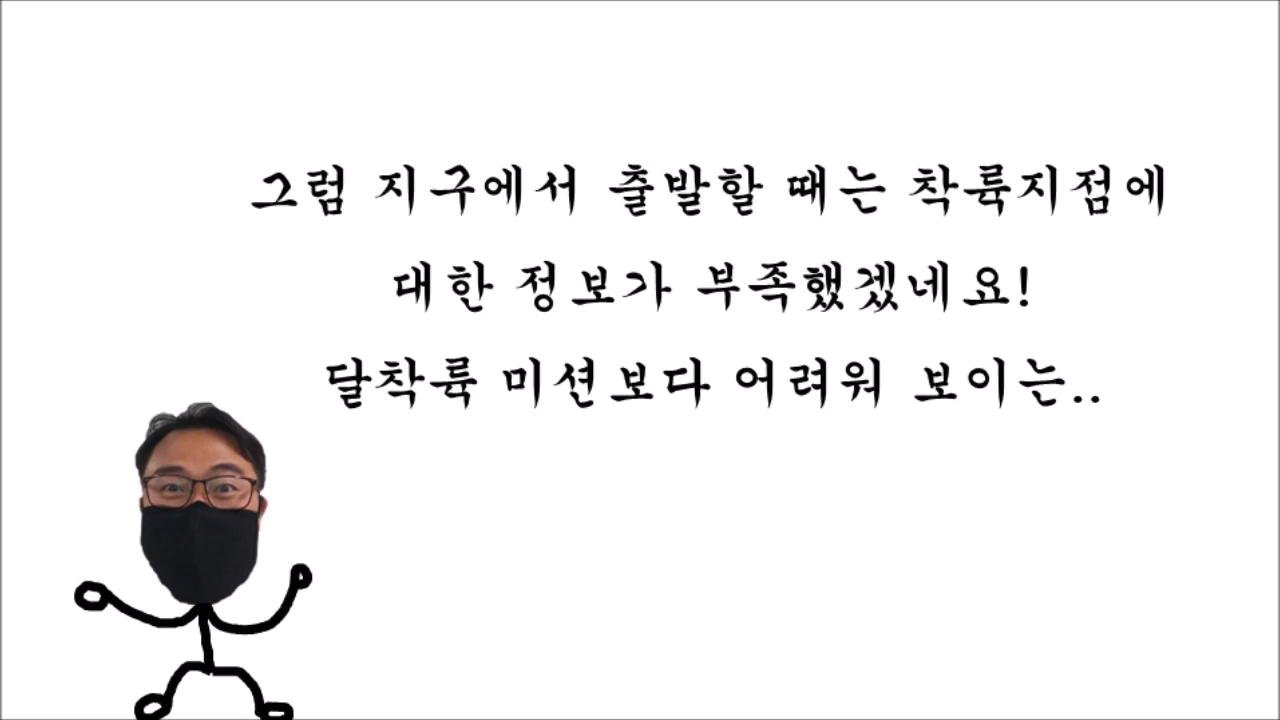 그럼 지구에서 출발할 때는 착륙지점에
대한 정보가 부족했겠네요!
달착륙 미션보다 어려워 보이는..